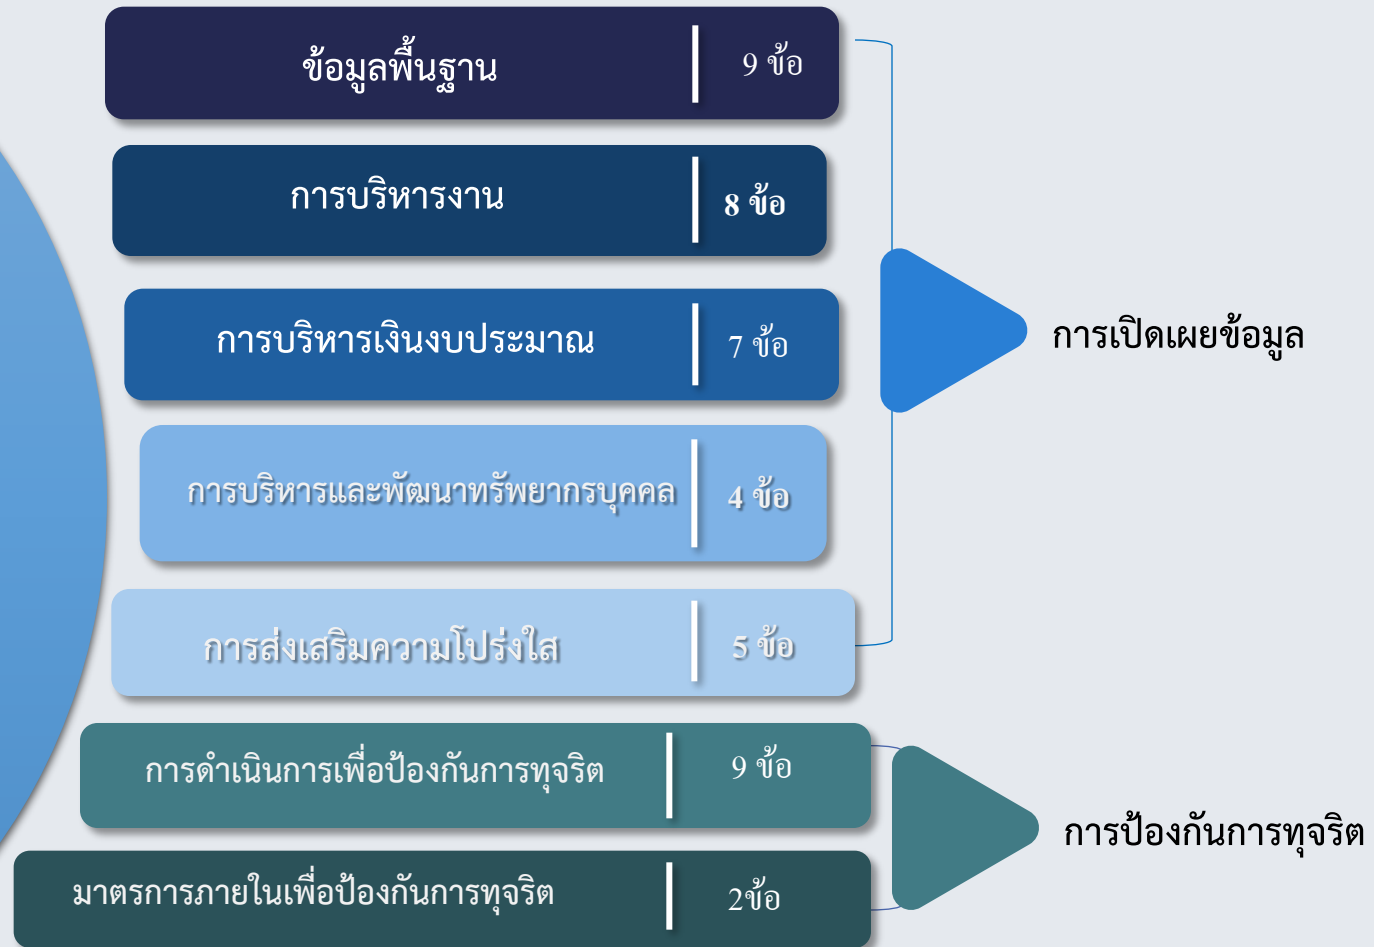 ข้อมูลพื้นฐาน 9 ข้อ
การบริหารงาน 8 ข้อ
การบริหารเงินงบประมาณ 7 ข้อ
การบริหารและพัฒนาทรัพยากรบุคคล 4 ข้อ
การส่งเสริมความโปร่งใส 5 ข้อ
การเปิดเผยข้อมูล
การดำเนินการเพื่อป้องกันการทุจริต 9 ข้อ
มาตรการภายในเพื่อป้องกันการทุจริต 2ข้อ
การป้องกันการทุจริต